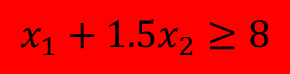 x₁ + 1.5x₂ ≥ 8